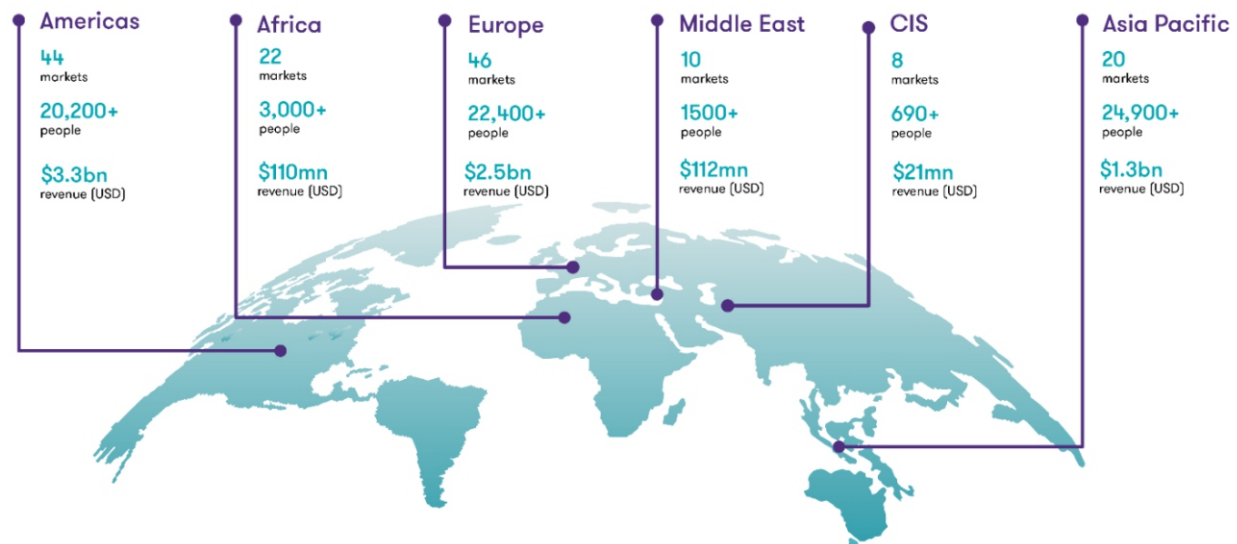 Americas
44
markets
20,200+
people
$3.3bn
revenue (USD)
Africa
22
markets
3,000+
people
$110mn
revenue (USD)
Europe
46
markets
22,400+
people
$2.5bn
revenue (USD)
Middle East
10
markets
1500+
people
$112mn
revenue (USD)
CIS
8
markets
690+
people
$21mn
revenue (USD)
Asia Pacific
20
markets
24,900+
people
$1.3bn
revenue (USD)